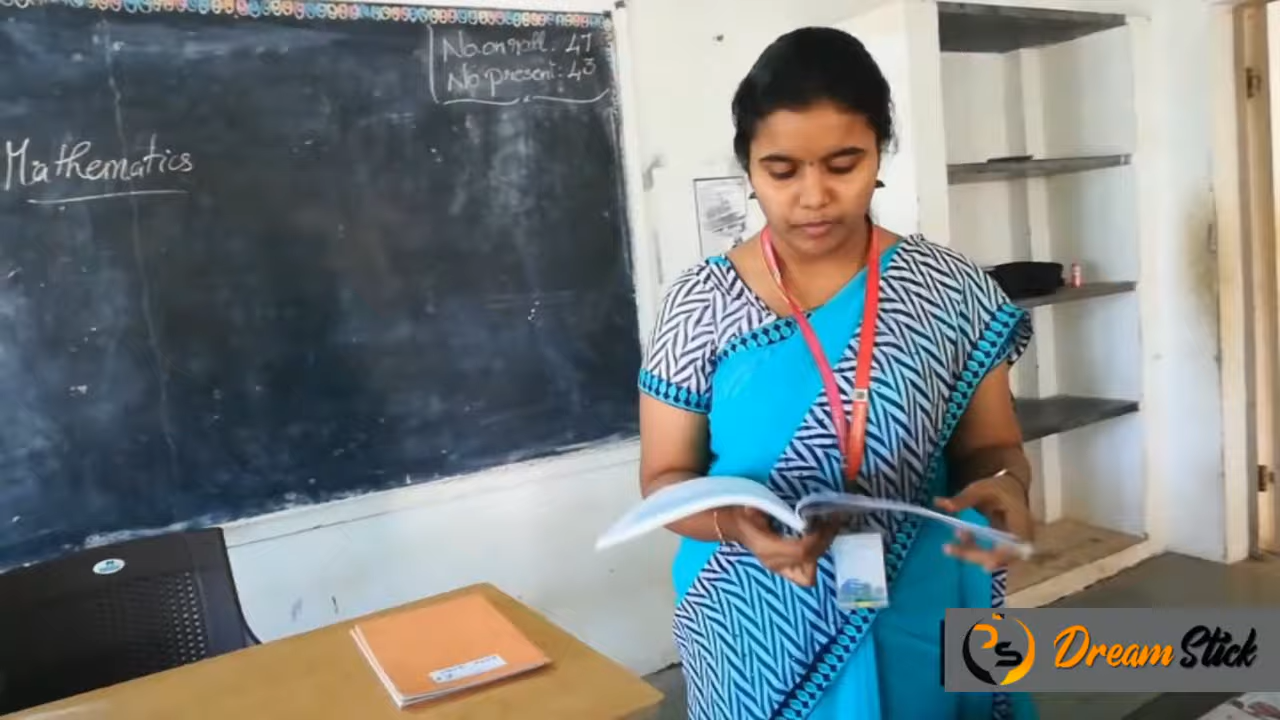 No on roll : 47
No present : 43
Mathematics
Dream Stick